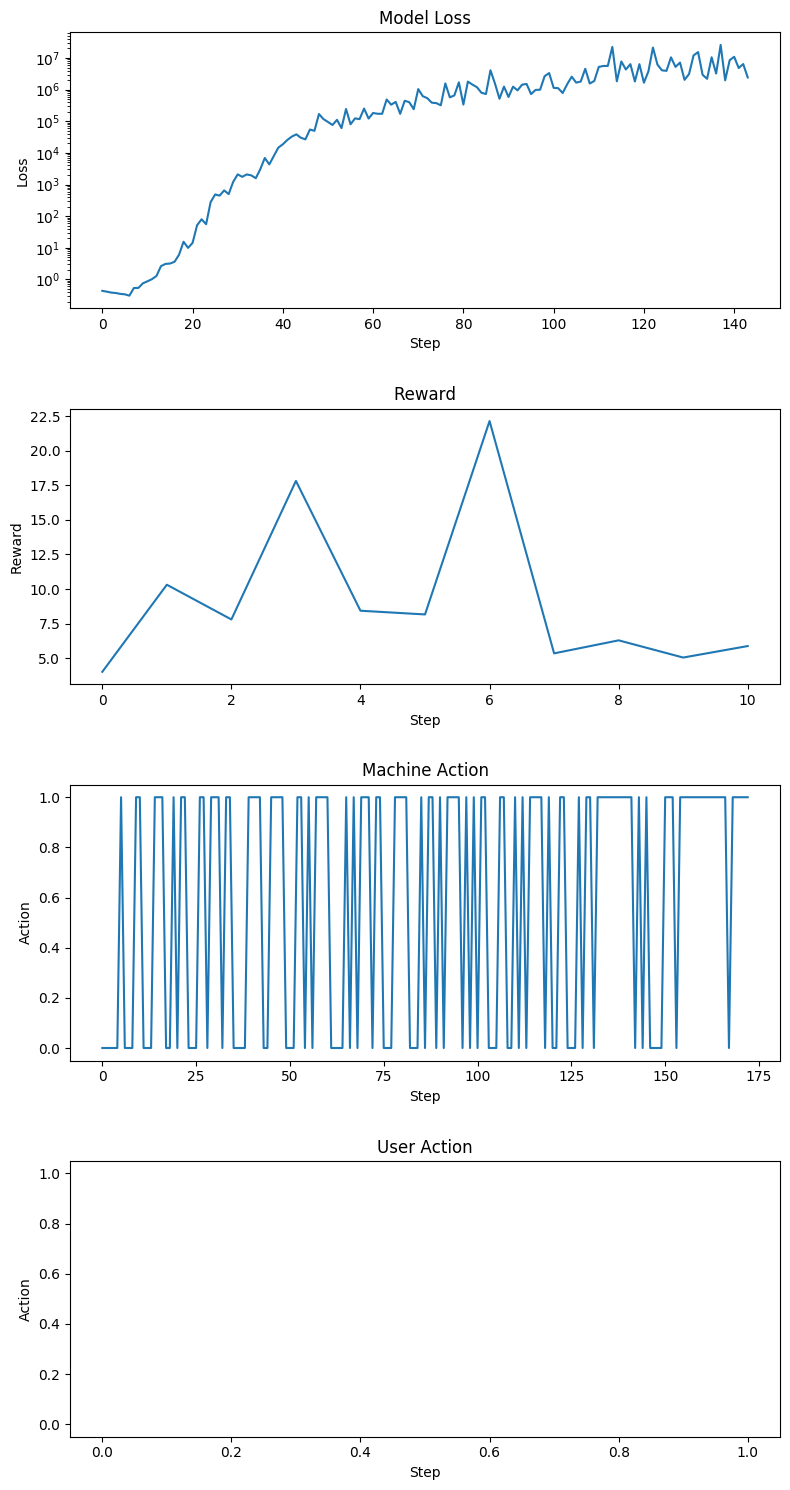 Model Loss
10^7
10^6
10^5
10^4
10^3
10^2
10^1
10^0
Loss
0 20 40 60 80 100 120 140
Step
Reward
22.5
20.0
17.5
15.0
12.5
10.0
7.5
5.0
Reward
0 2 4 6 8 10
Step
Machine Action
1.0
0.8
0.6
0.4
0.2
0.0
Action
0 25 50 75 100 125 150 175
Step
User Action
1.0
0.8
0.6
0.4
0.2
0.0
Action
0.0 0.2 0.4 0.6 0.8 1.0
Step